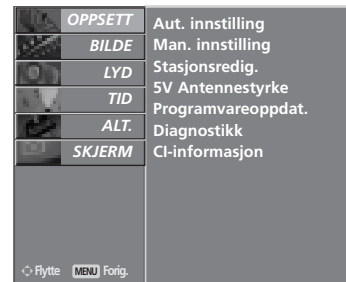 OPPSETT
BILDE
LYD
TID
ALT.
SKJERM
Flytte MENU Forig.
Aut. innstilling
Man. innstilling
Stasjonsredig.
5V Antennestyrke
Programvareoppdat.
Diagnostikk
CI-informasjon